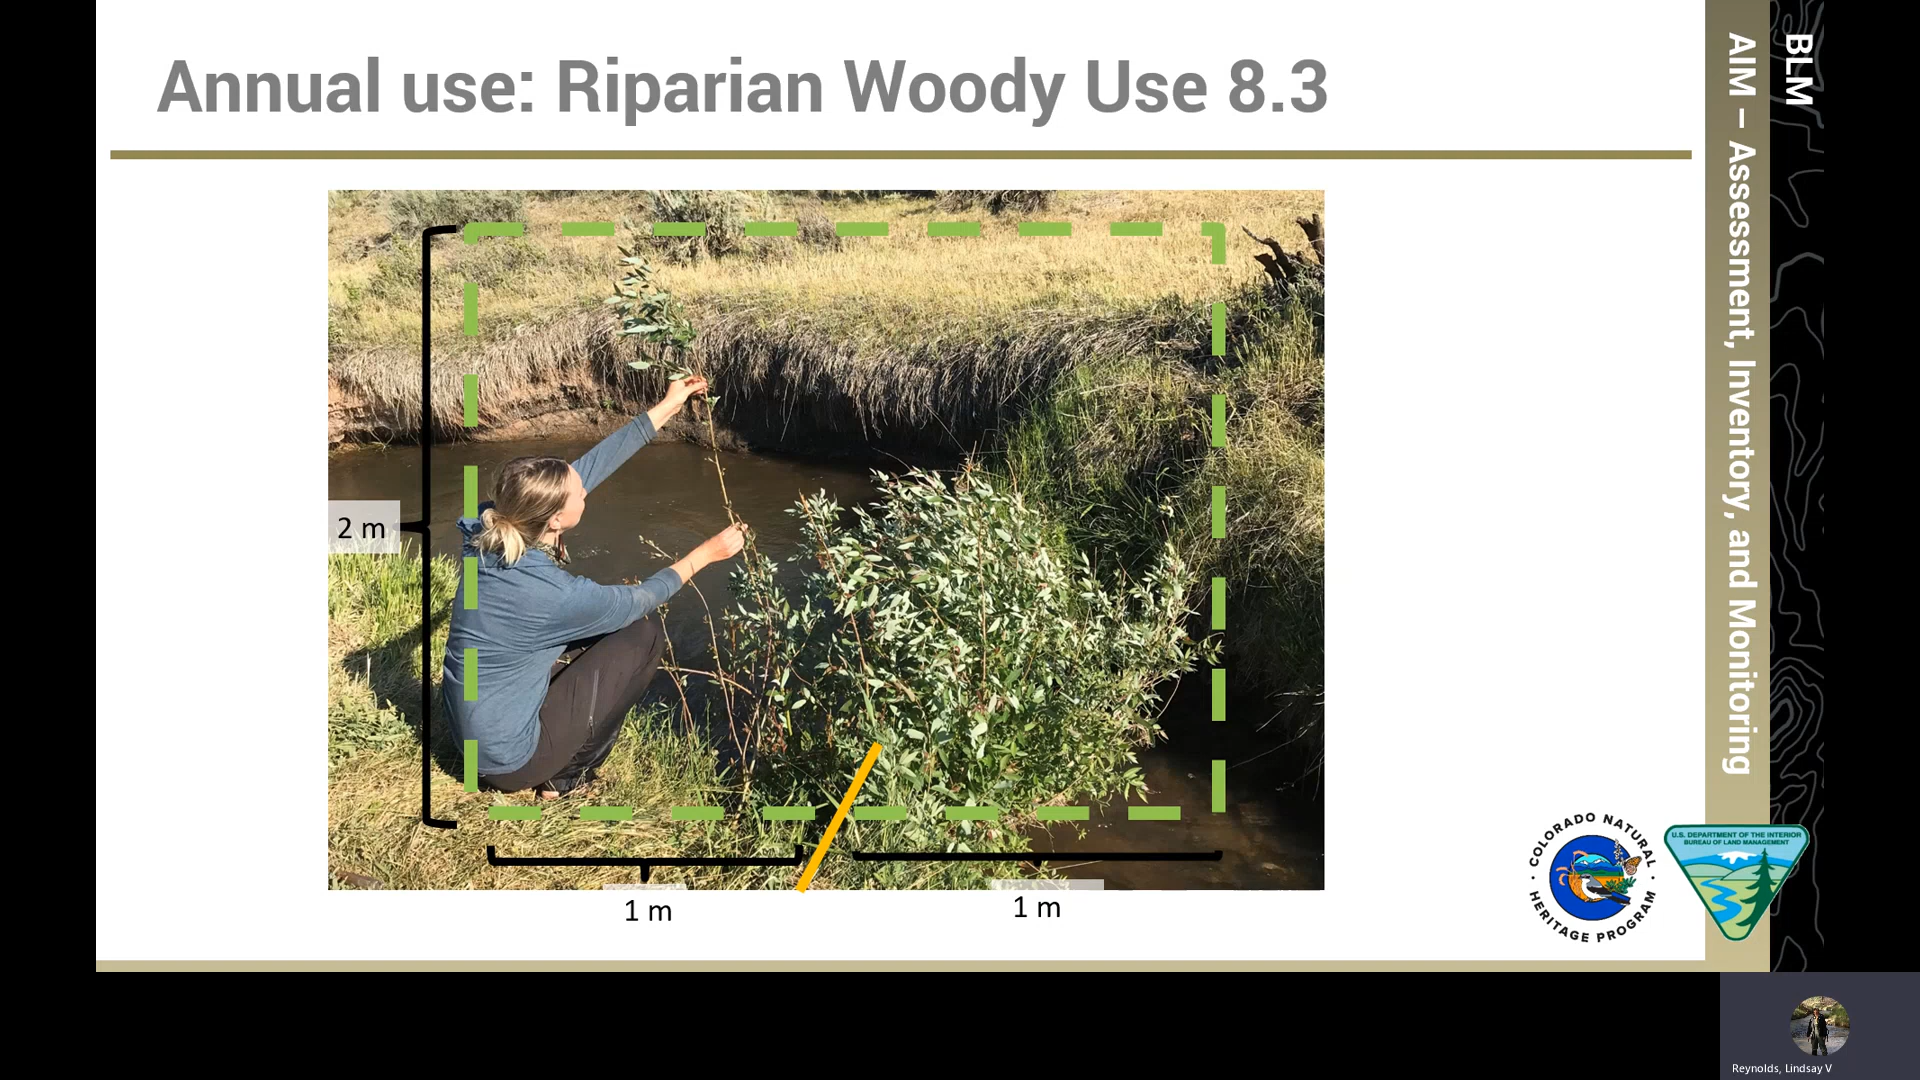 Annual use: Riparian Woody Use 8.3
BLM
AIM – Assessment, Inventory, and Monitoring
2 m
1 m
1 m
COLORADO NATURAL
HERITAGE PROGRAM
U.S. DEPARTMENT OF THE INTERIOR
BUREAU OF LAND MANAGEMENT
Reynolds, Lindsay V